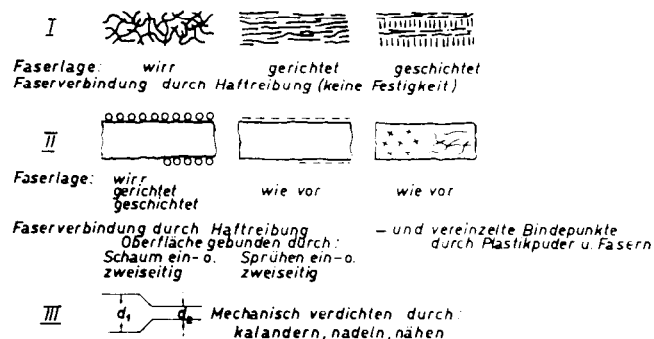 I
Faserlage: wirr gerichtet geschichtet
Faserverbindung durch Haftreibung (keine Festigkeit)
II
Faserlage: wirr
gerichtet wie vor wie vor
geschichtet
Faserverbindung durch Haftreibung – und vereinzelte Bindepunkte
Oberfläche gebunden durch: durch Plastikpuder u. Fasern
Schaum ein- o. Sprühen ein- o.
zweiseitig zweiseitig
III d₁ d₂ Mechanisch verdichten durch:
kalandern, nadeln, nähen